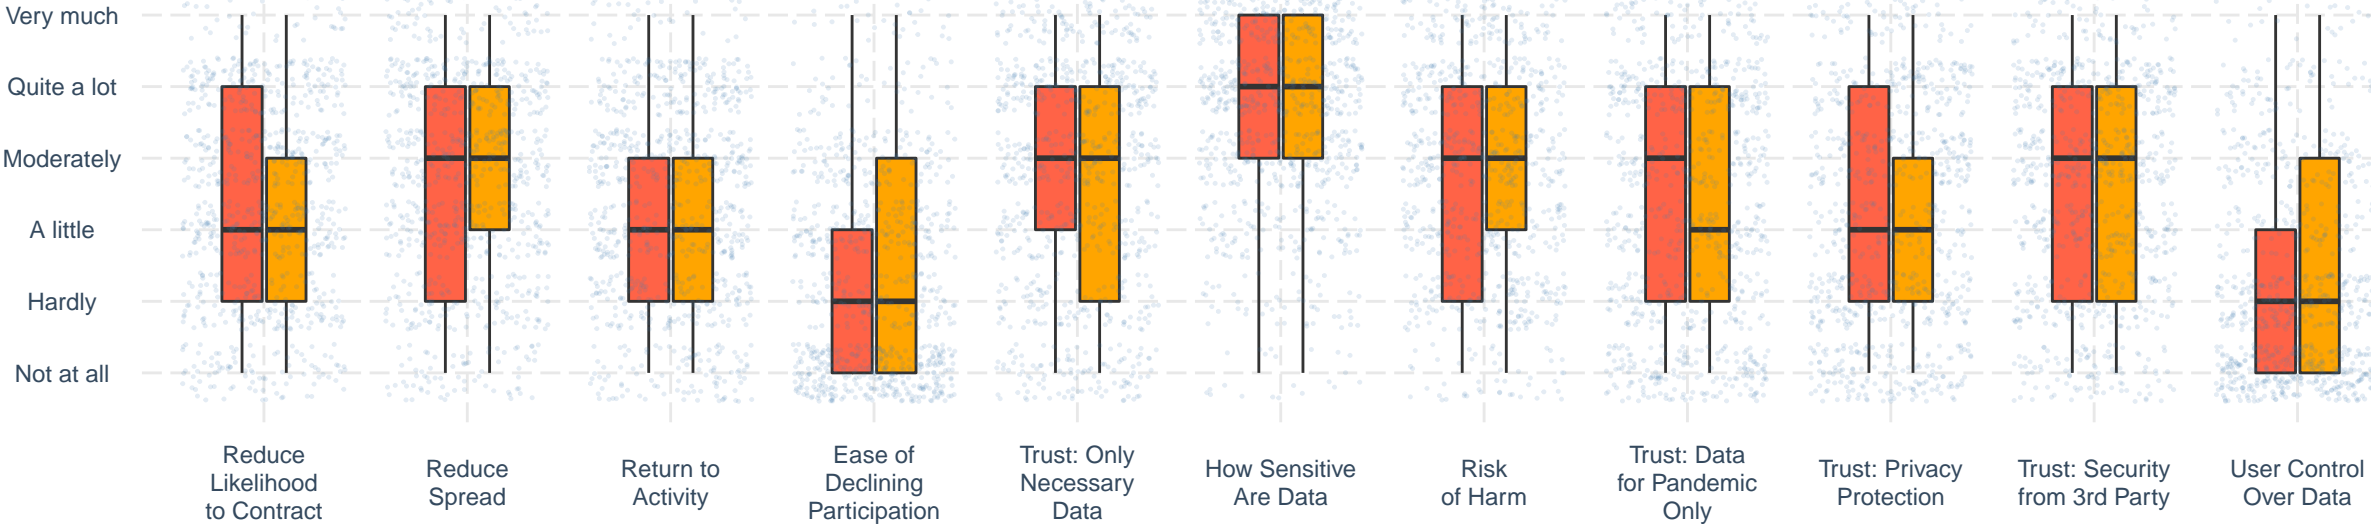 Very much
Quite a lot
Moderately
A little
Hardly
Not at all
Reduce
Likelihood
to Contract
Reduce
Spread
Return to
Activity
Ease of
Declining
Participation
Trust: Only
Necessary
Data
How Sensitive
Are Data
Risk
of Harm
Trust: Data
for Pandemic
Only
Trust: Privacy
Protection
Trust: Security
from 3rd Party
User Control
Over Data